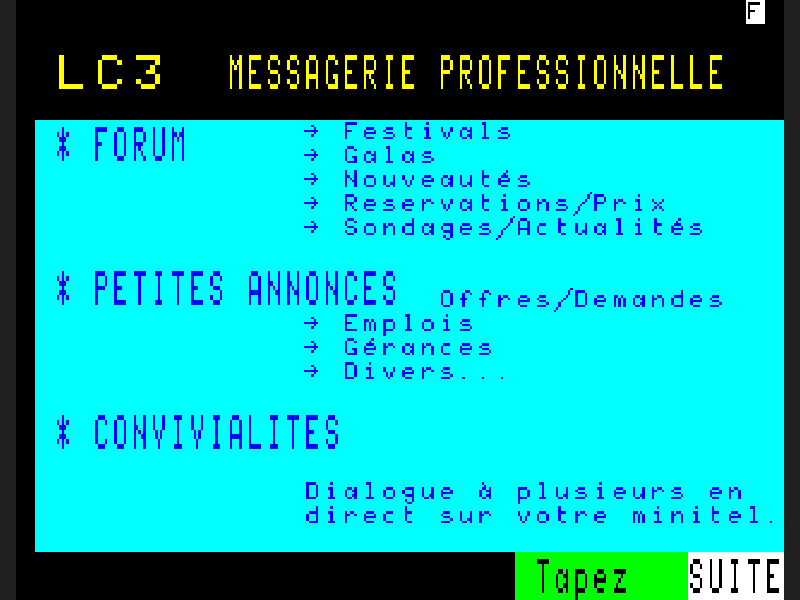 F
LC3 MESSAGERIE PROFESSIONNELLE
* FORUM → Festivals
→ Galas
→ Nouveautés
→ Reservations/Prix
→ Sondages/Actualités
* PETITES ANNONCES Offres/Demandes
→ Emplois
→ Gérances
→ Divers...
* CONVIVIALITES
Dialogue à plusieurs en
direct sur votre minitel.
Tapez SUITE